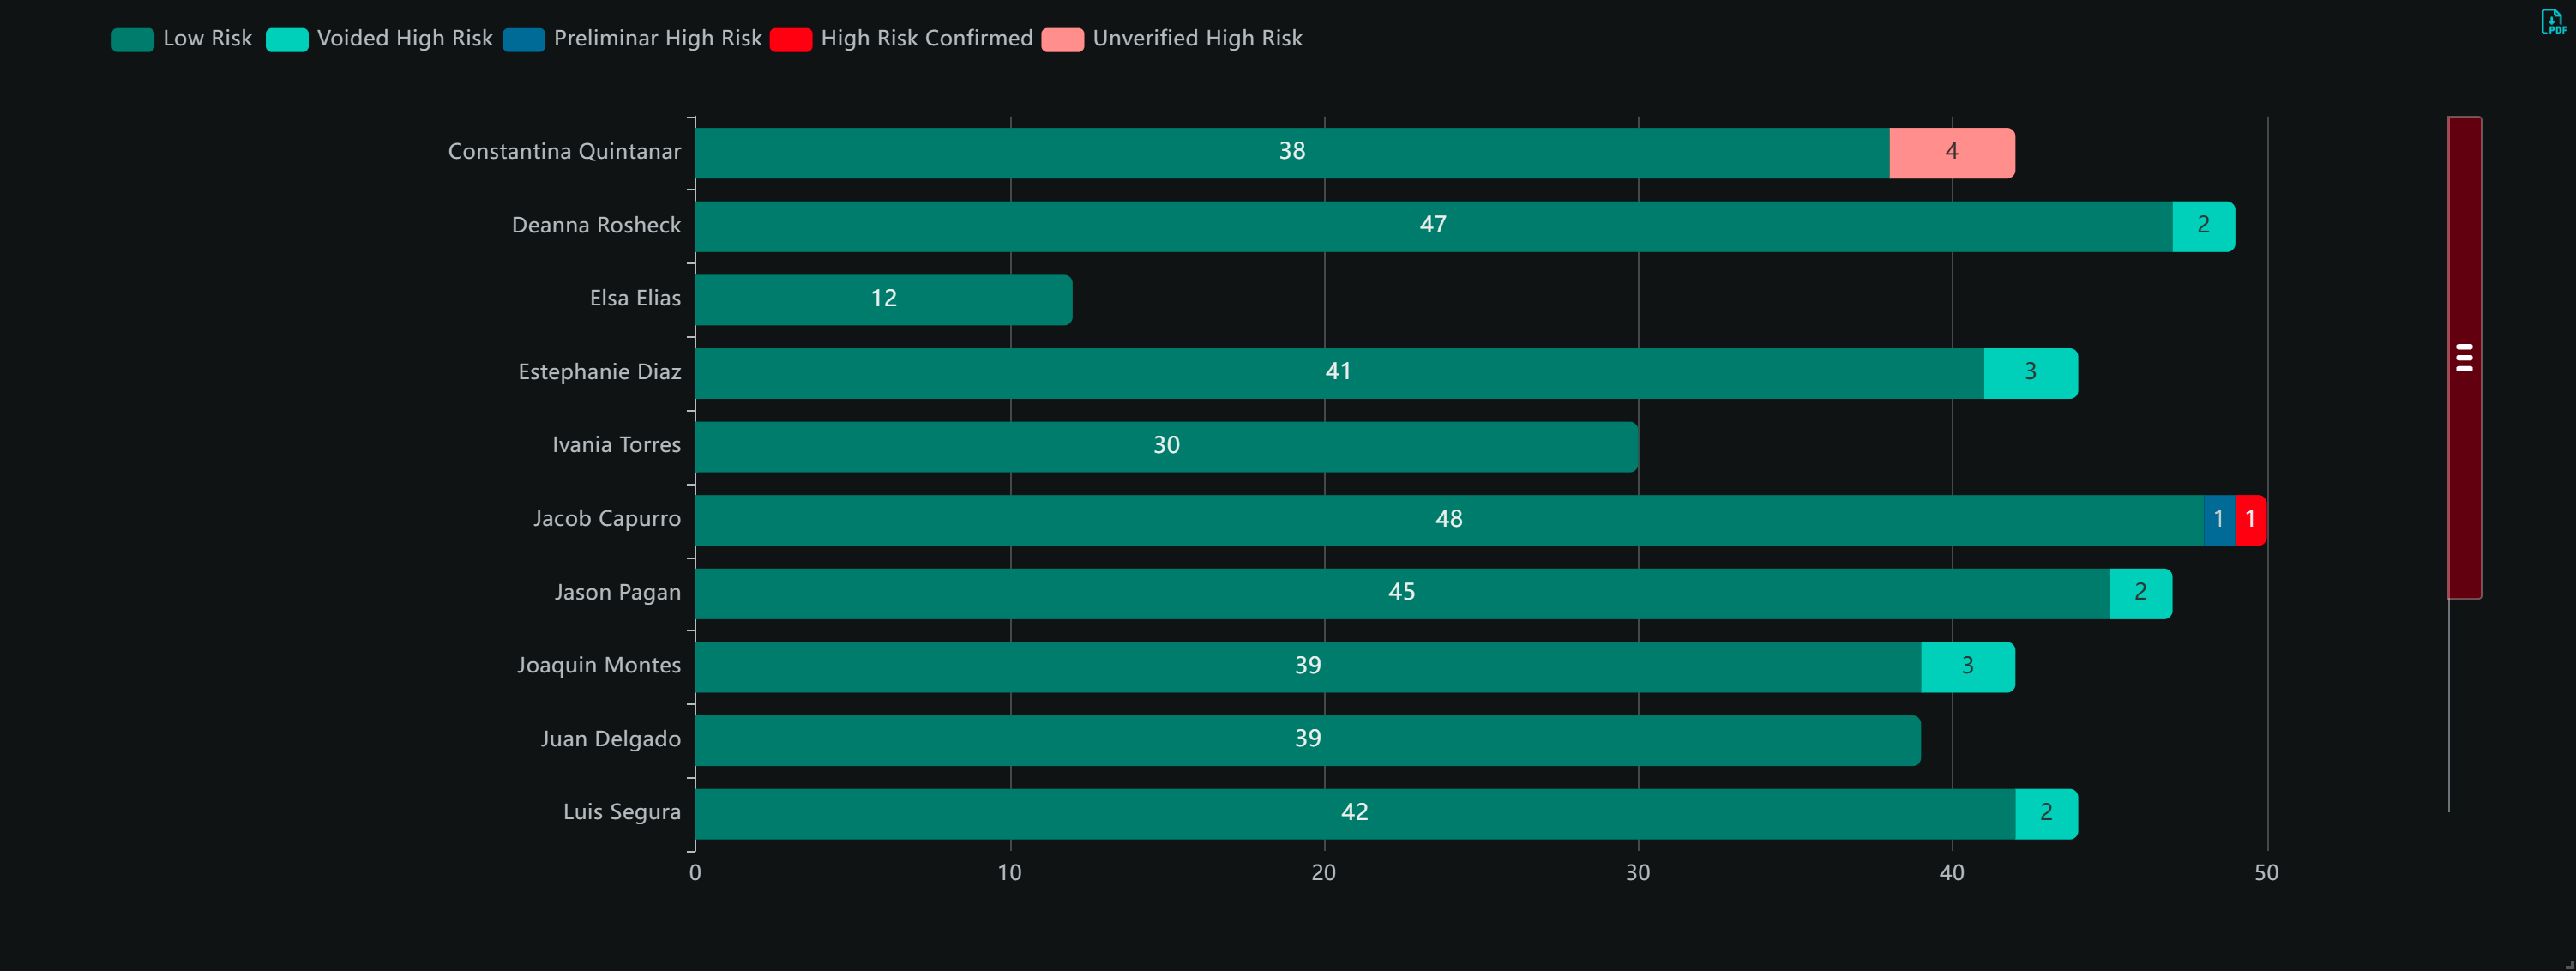 Low Risk Voided High Risk Preliminar High Risk High Risk Confirmed Unverified High Risk
PDF
Constantina Quintanar 38 4
Deanna Rosheck 47 2
Elsa Elias 12
Estephanie Diaz 41 3
Ivania Torres 30
Jacob Capurro 48 1 1
Jason Pagan 45 2
Joaquin Montes 39 3
Juan Delgado 39
Luis Segura 42 2
0 10 20 30 40 50